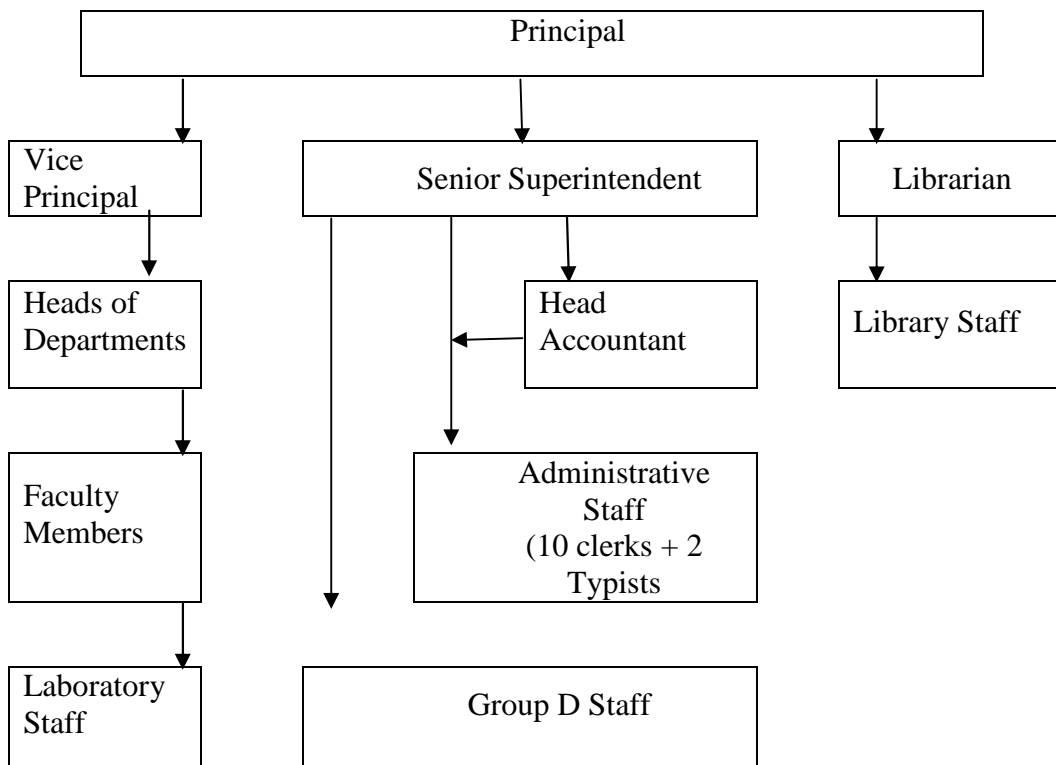 Principal
Vice
Principal
Senior Superintendent
Librarian
Heads of
Departments
Head
Accountant
Library Staff
Faculty
Members
Administrative
Staff
(10 clerks + 2
Typists
Laboratory
Staff
Group D Staff